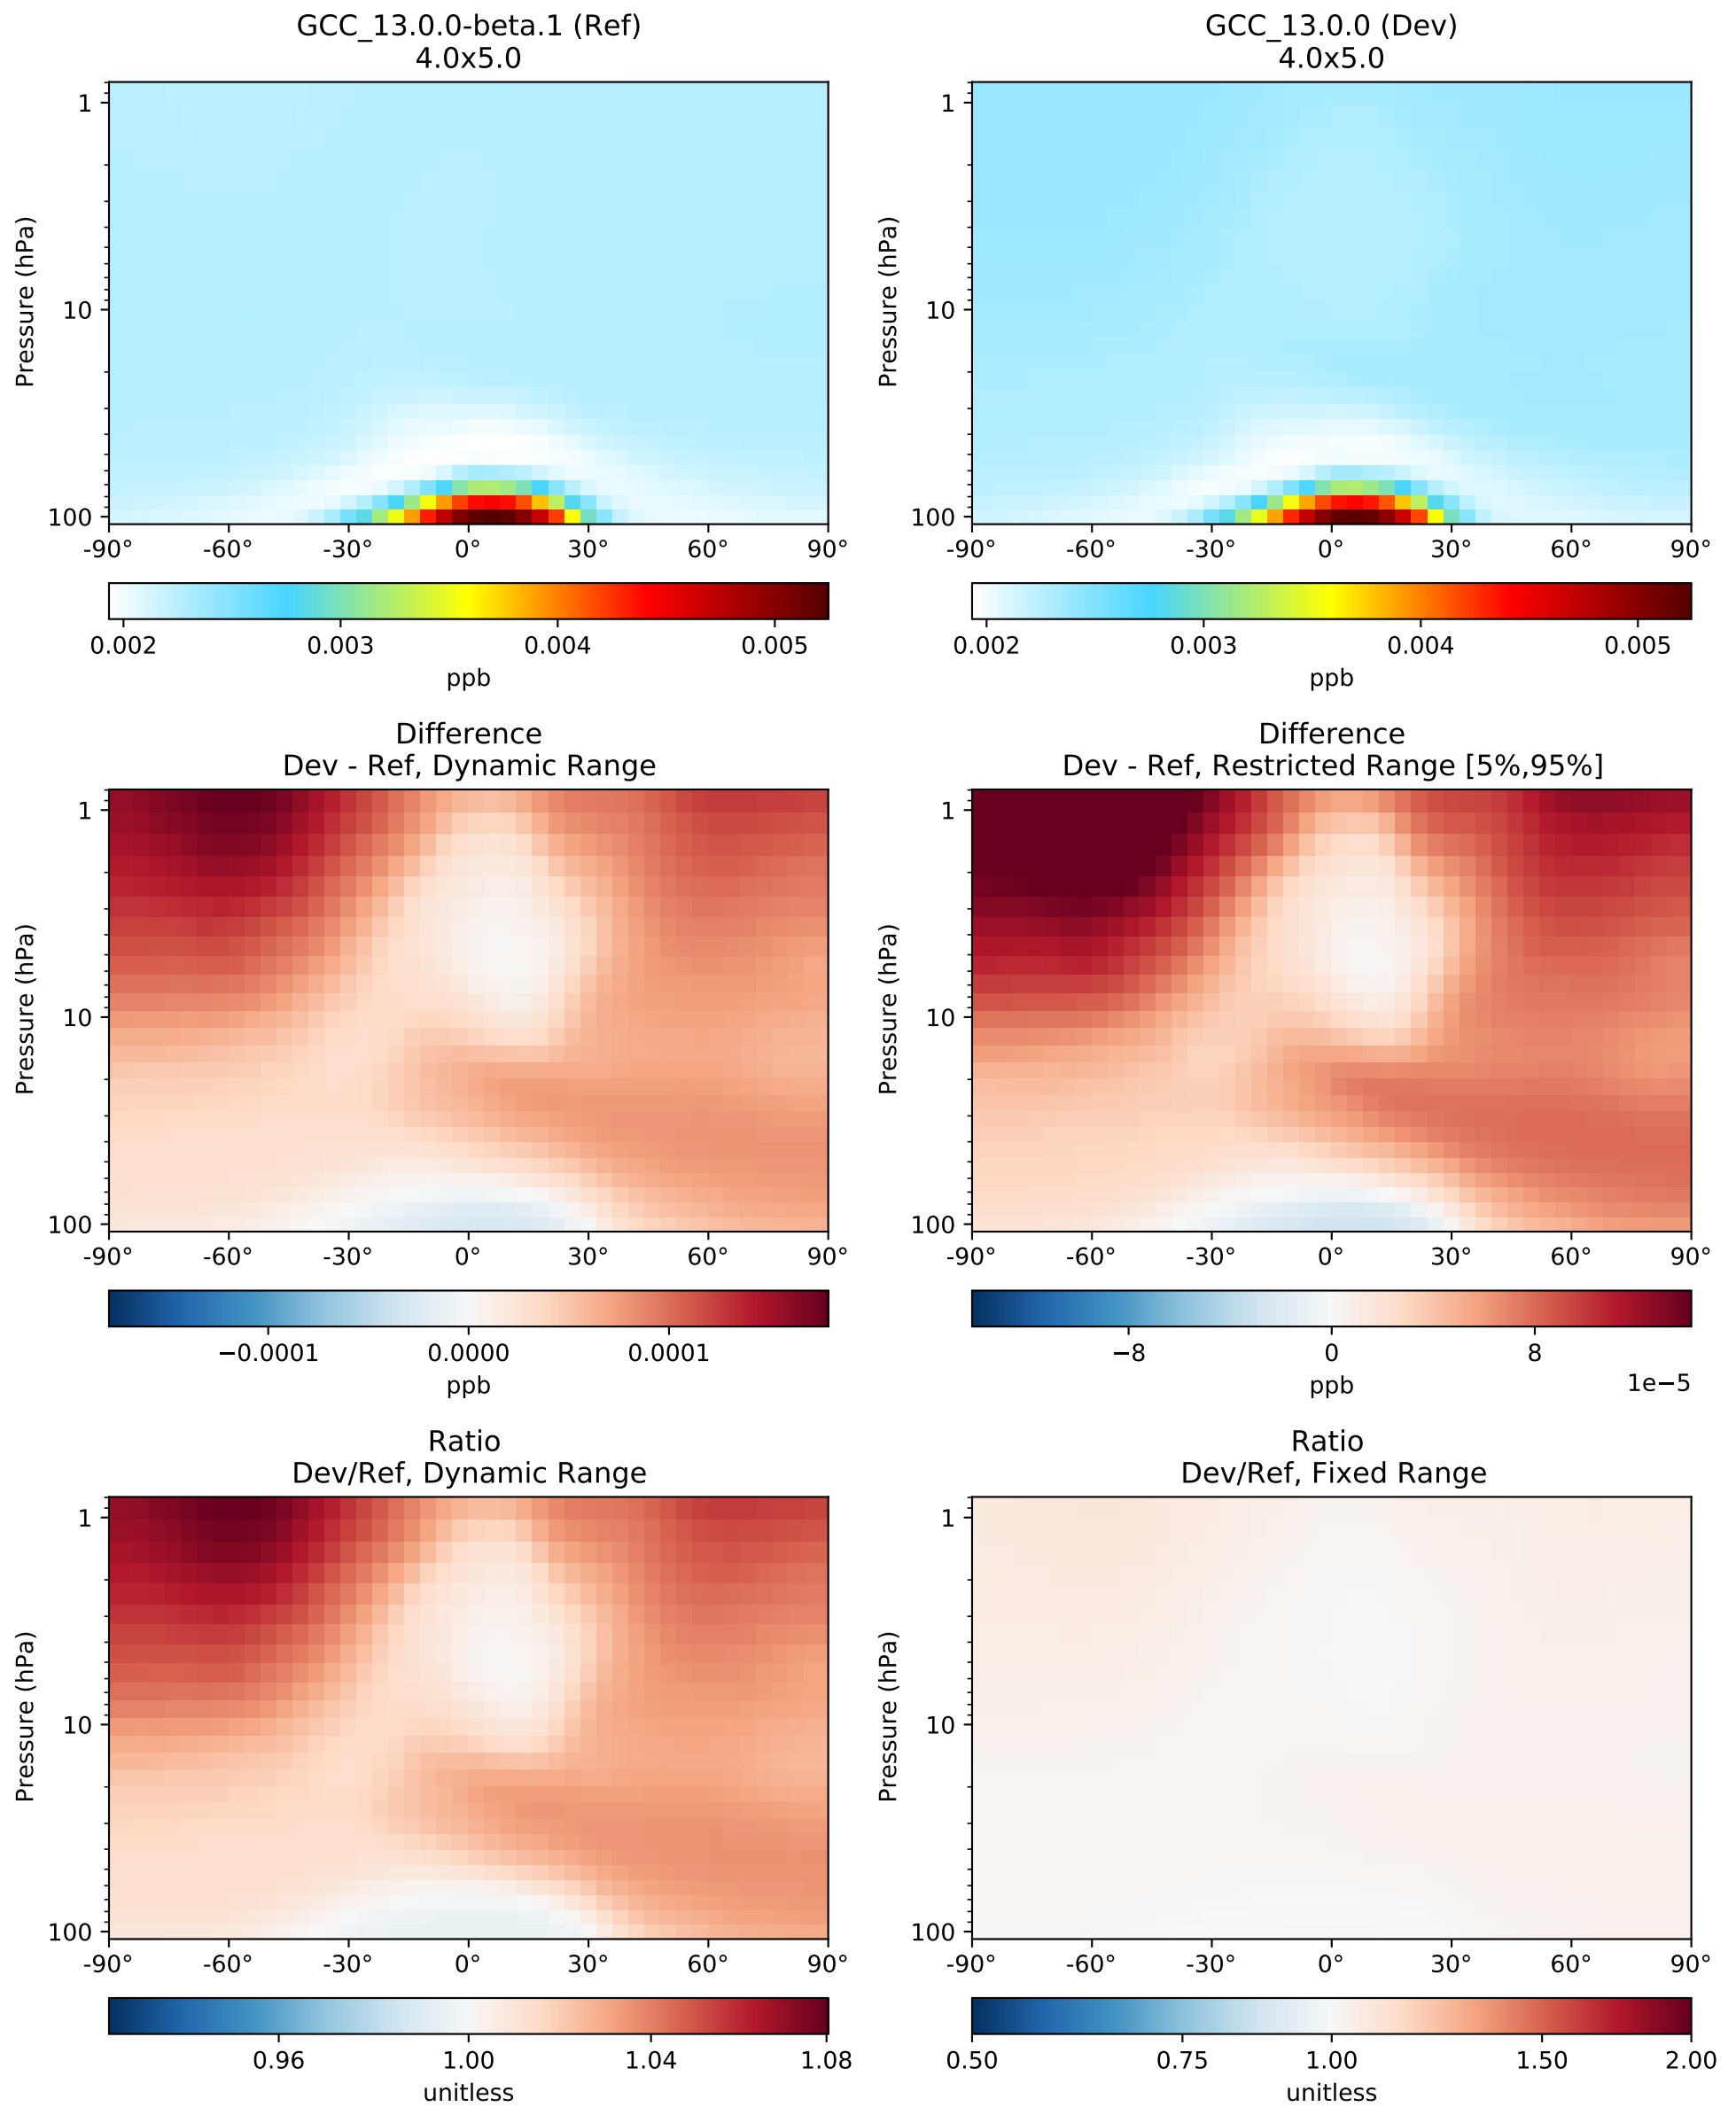 GCC_13.0.0-beta.1 (Ref)
4.0x5.0
Pressure (hPa)
1
10
100
-90° -60° -30° 0° 30° 60° 90°
0.002 0.003 0.004 0.005
ppb
GCC_13.0.0 (Dev)
4.0x5.0
Pressure (hPa)
1
10
100
-90° -60° -30° 0° 30° 60° 90°
0.002 0.003 0.004 0.005
ppb
Difference
Dev - Ref, Dynamic Range
Pressure (hPa)
1
10
100
-90° -60° -30° 0° 30° 60° 90°
−0.0001 0.0000 0.0001
ppb
Difference
Dev - Ref, Restricted Range [5%,95%]
Pressure (hPa)
1
10
100
-90° -60° -30° 0° 30° 60° 90°
−8 0 8
1e−5
ppb
Ratio
Dev/Ref, Dynamic Range
Pressure (hPa)
1
10
100
-90° -60° -30° 0° 30° 60° 90°
0.96 1.00 1.04 1.08
unitless
Ratio
Dev/Ref, Fixed Range
Pressure (hPa)
1
10
100
-90° -60° -30° 0° 30° 60° 90°
0.50 0.75 1.00 1.50 2.00
unitless